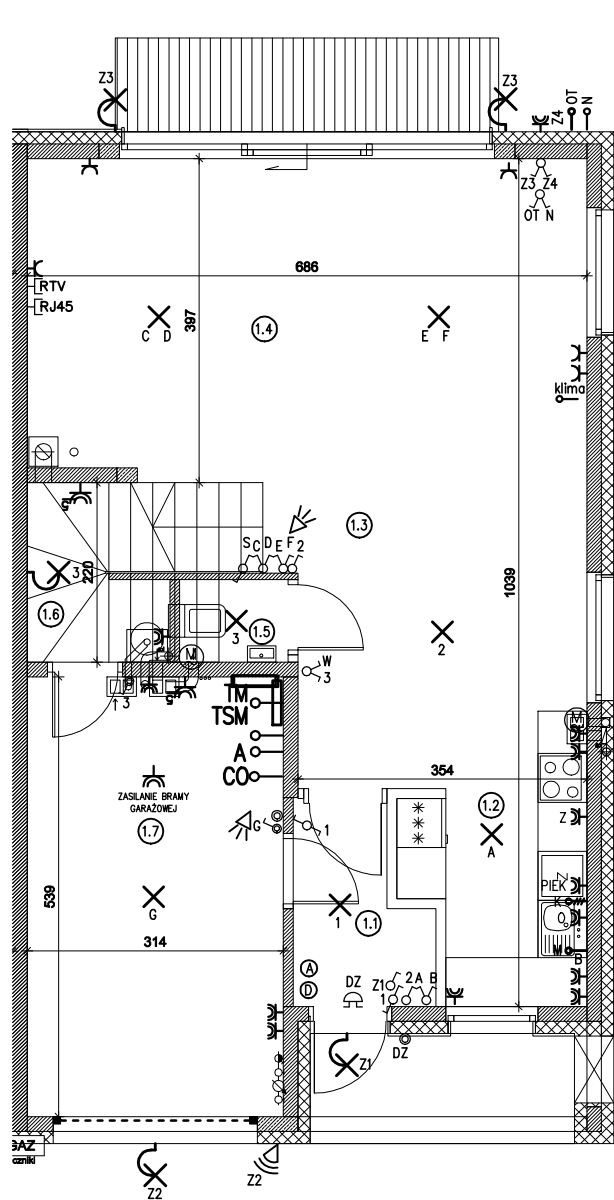 Z3
Z3
Z4
OT
N
Z3 Z4
OT N
686
RTV
RJ45
397
C D
1.4
E F
klima
1.3
S C D E F 2
3
220
1039
1.6
3
1.5
2
W
3
M
M
3
TM
TSM
A
CO
354
ZASILANIE BRAMY
GARAŻOWEJ
1.7
G
1
1.2
A
Z
PIEK
K
539
G
1
1.1
314
M
B
A
D
DZ
Z1
1
2 A B
DZ
Z1
GAZ
Z2
Z2